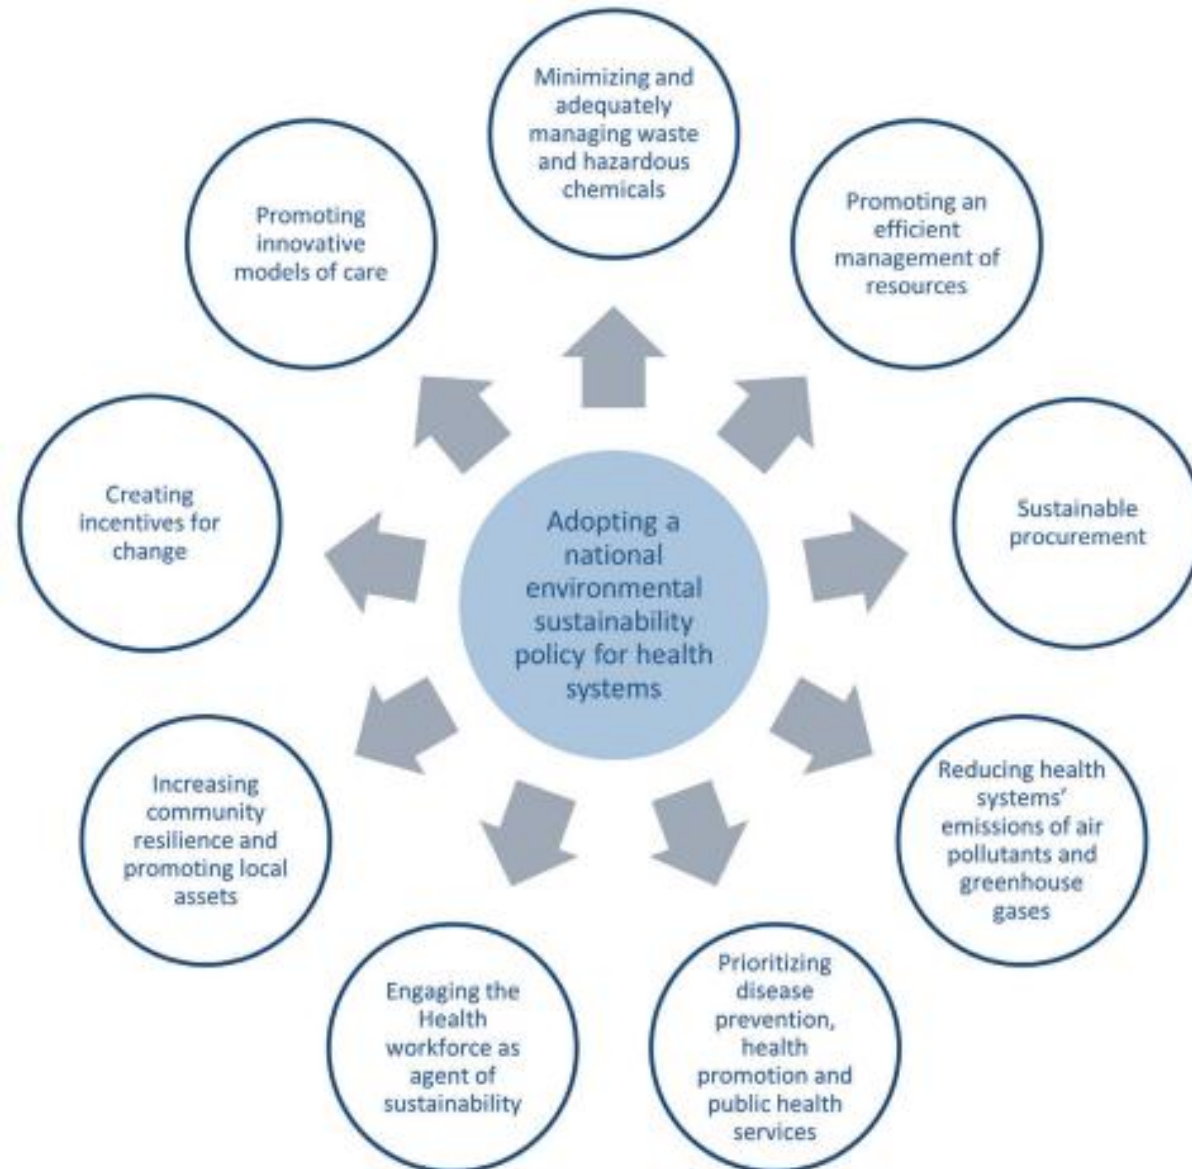 Minimizing and
adequately
managing waste
and hazardous
chemicals
Promoting an
efficient
management of
resources
Sustainable
procurement
Reducing health
systems’
emissions of air
pollutants and
greenhouse
gases
Prioritizing
disease
prevention,
health
promotion and
public health
services
Engaging the
Health
workforce as
agent of
sustainability
Increasing
community
resilience and
promoting local
assets
Creating
incentives for
change
Promoting
innovative
models of care
Adopting a
national
environmental
sustainability
policy for health
systems